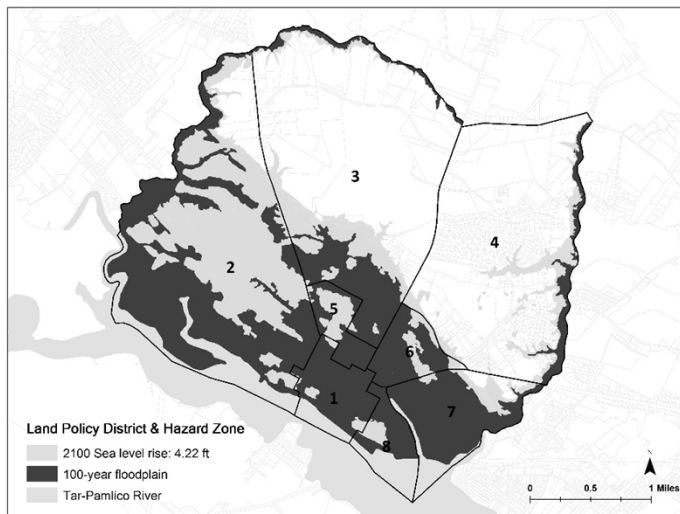 3
4
2
5
6
1
7
8
Land Policy District & Hazard Zone
2100 Sea level rise: 4.22 ft
100-year floodplain
Tar-Pamlico River
N
0 0.5 1 Miles